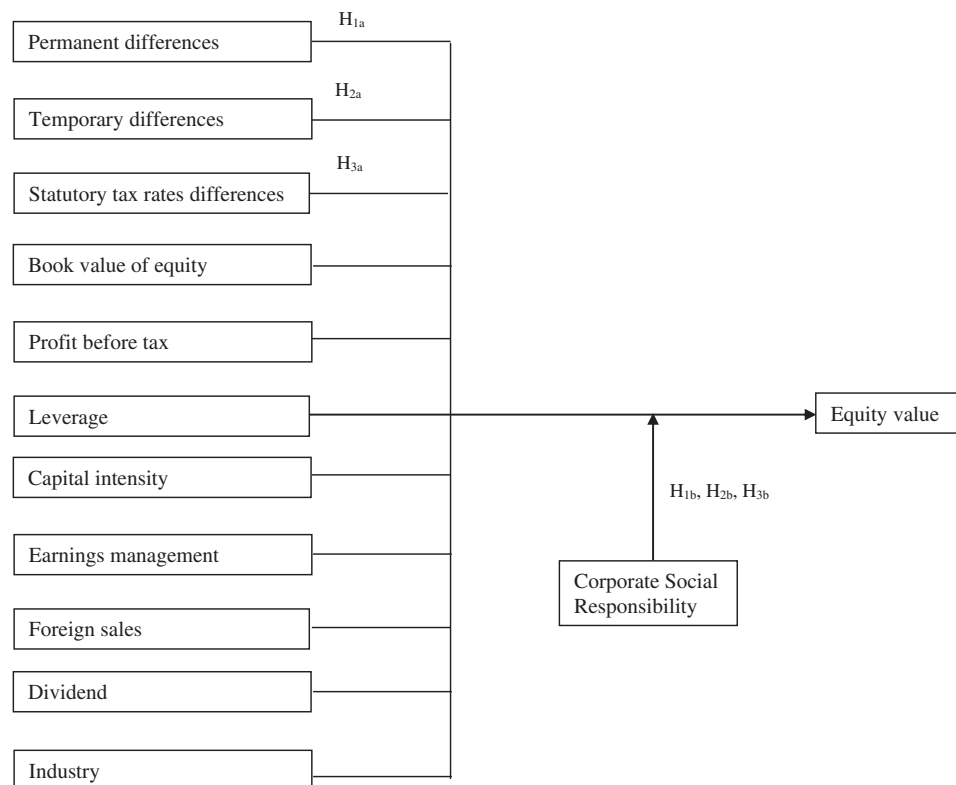 H1a
Permanent differences
H2a
Temporary differences
H3a
Statutory tax rates differences
Book value of equity
Profit before tax
Leverage
Equity value
Capital intensity
H1b, H2b, H3b
Earnings management
Corporate Social
Responsibility
Foreign sales
Dividend
Industry